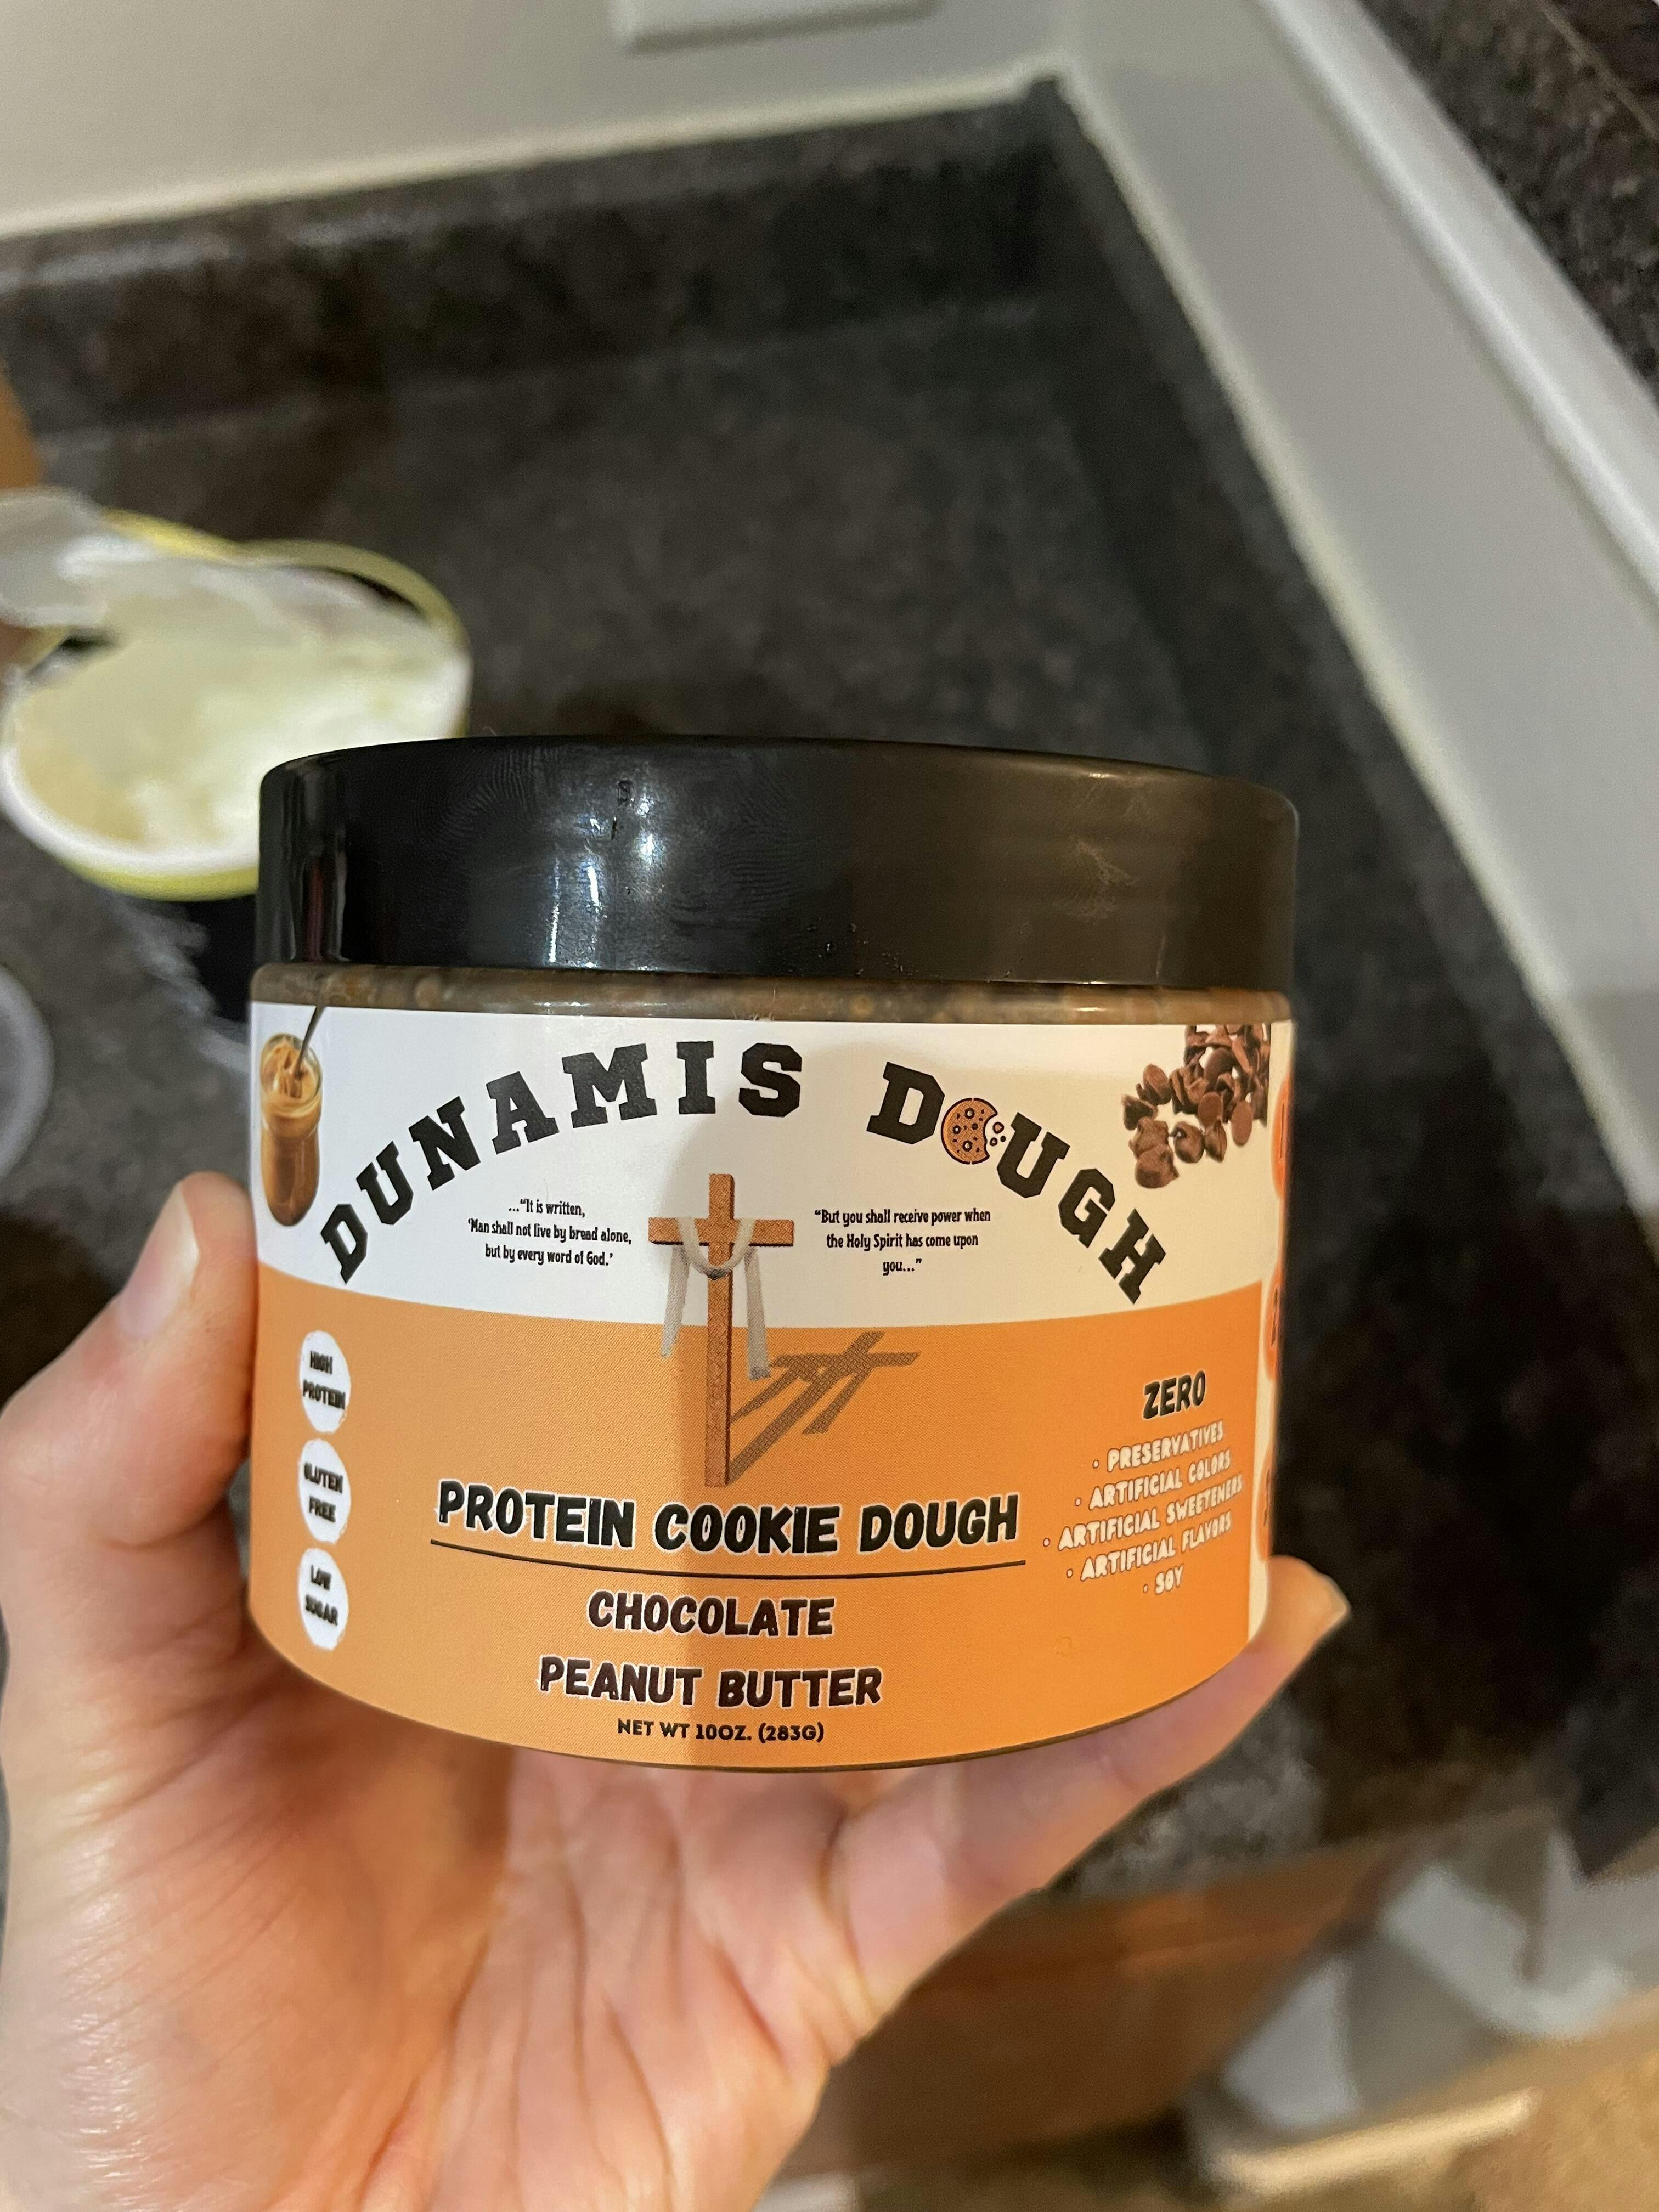 DUNAMIS DOUGH
..."It is written,
'Man shall not live by bread alone,
but by every word of God.'
"But you shall receive power when
the Holy Spirit has come upon
you..."
HIGH
PROTEIN
GLUTEN
FREE
LOW
SUGAR
ZERO
• PRESERVATIVES
• ARTIFICIAL COLORS
• ARTIFICIAL SWEETENERS
• ARTIFICIAL FLAVORS
• SOY
PROTEIN COOKIE DOUGH
CHOCOLATE
PEANUT BUTTER
NET WT 10OZ. (283G)